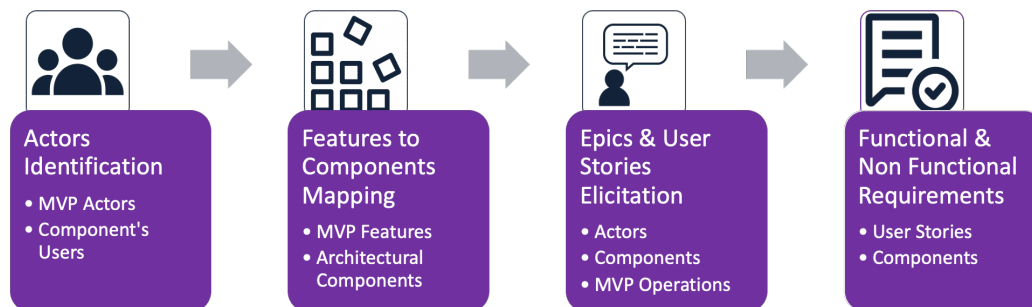 Actors
Identification
• MVP Actors
• Component's
Users
Features to
Components
Mapping
• MVP Features
• Architectural
Components
Epics & User
Stories
Elicitation
• Actors
• Components
• MVP Operations
Functional &
Non Functional
Requirements
• User Stories
• Components